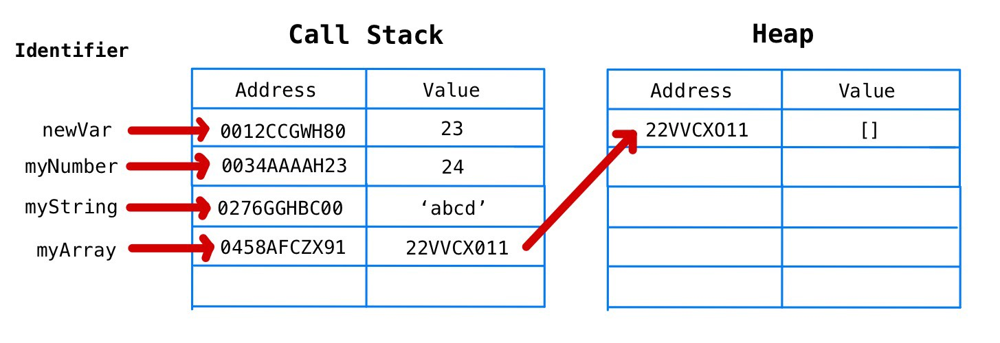 Call Stack
Heap
Identifier
Address Value
Address Value
newVar 0012CCGWH80 23
22VVCXO11 []
myNumber 0034AAAAH23 24
myString 0276GGHBC00 ‘abcd’
myArray 0458AFCZX91 22VVCX011